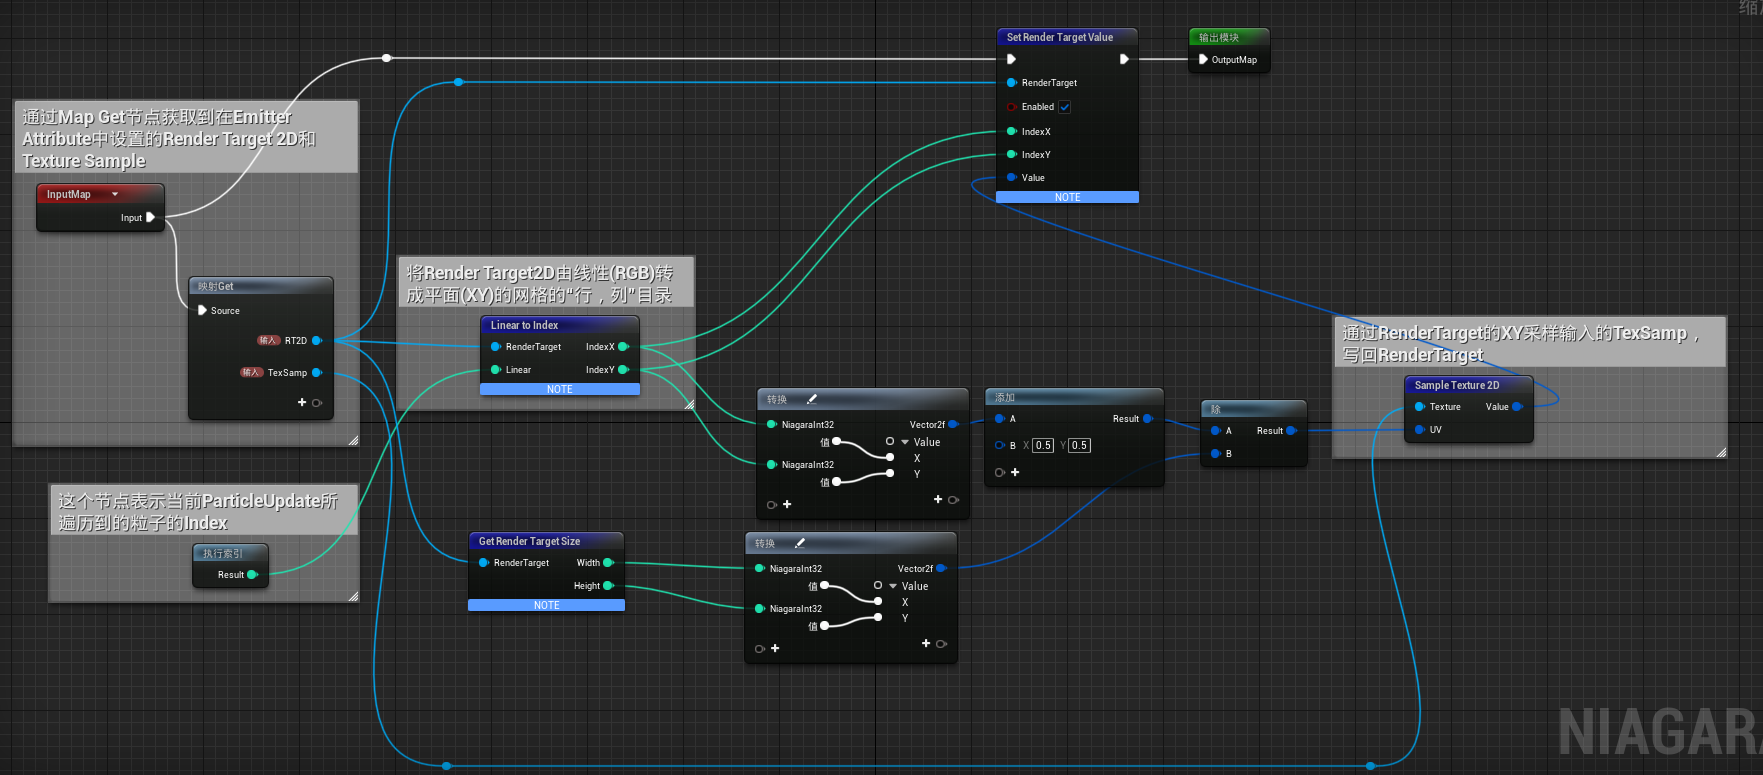 缩
Set Render Target Value
RenderTarget
Enabled
IndexX
IndexY
Value
NOTE
输出模块
OutputMap
通过Map Get节点获取到在Emitter
Attribute中设置的Render Target 2D和
Texture Sample
InputMap
Input
映射Get
Source
输入 RT2D
输入 TexSamp
将Render Target2D由线性(RGB)转
成平面(XY)的网格的“行，列”目录
Linear to Index
RenderTarget IndexX
Linear IndexY
NOTE
通过RenderTarget的XY采样输入的TexSamp，
写回RenderTarget
Sample Texture 2D
Texture Value
UV
转换
NiagaraInt32 Vector2f
值 Value
X
NiagaraInt32
值 Y
添加
A Result
B X 0.5 Y 0.5
除
A Result
B
这个节点表示当前ParticleUpdate所
遍历到的粒子的Index
执行索引
Result
Get Render Target Size
RenderTarget Width
Height
NOTE
转换
NiagaraInt32 Vector2f
值 Value
X
NiagaraInt32
值 Y
NIAGARA